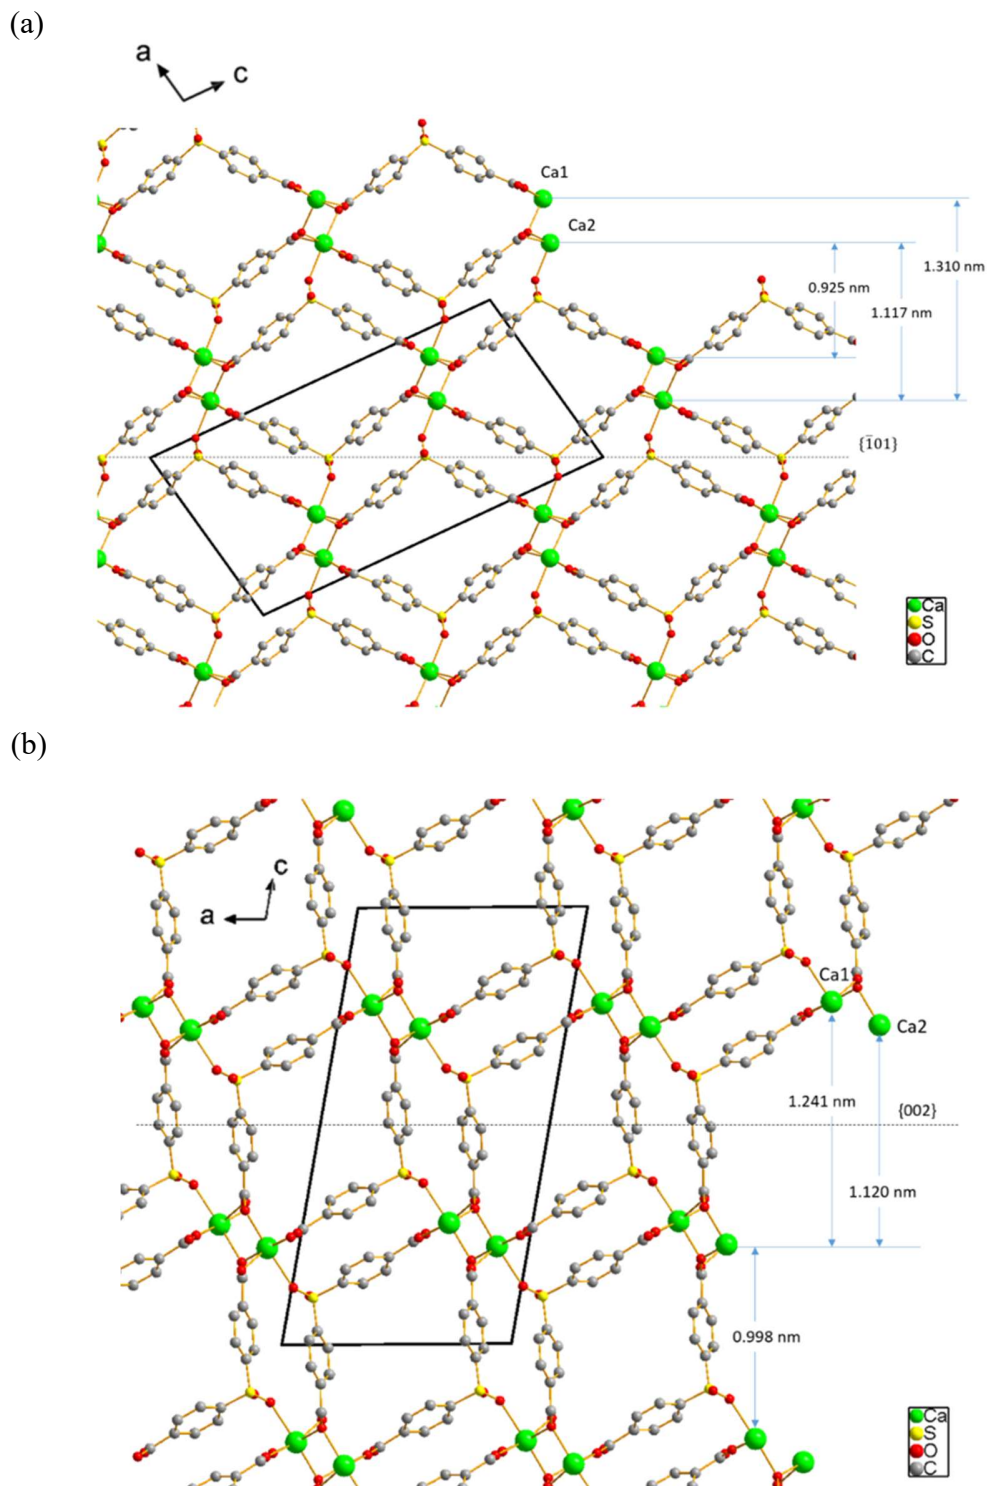 (a)
a
c
Ca1
Ca2
1.310 nm
0.925 nm
1.117 nm
{1̄01}
Ca
S
O
C
(b)
c
a
Ca1
Ca2
1.241 nm
{002}
1.120 nm
0.998 nm
Ca
S
O
C